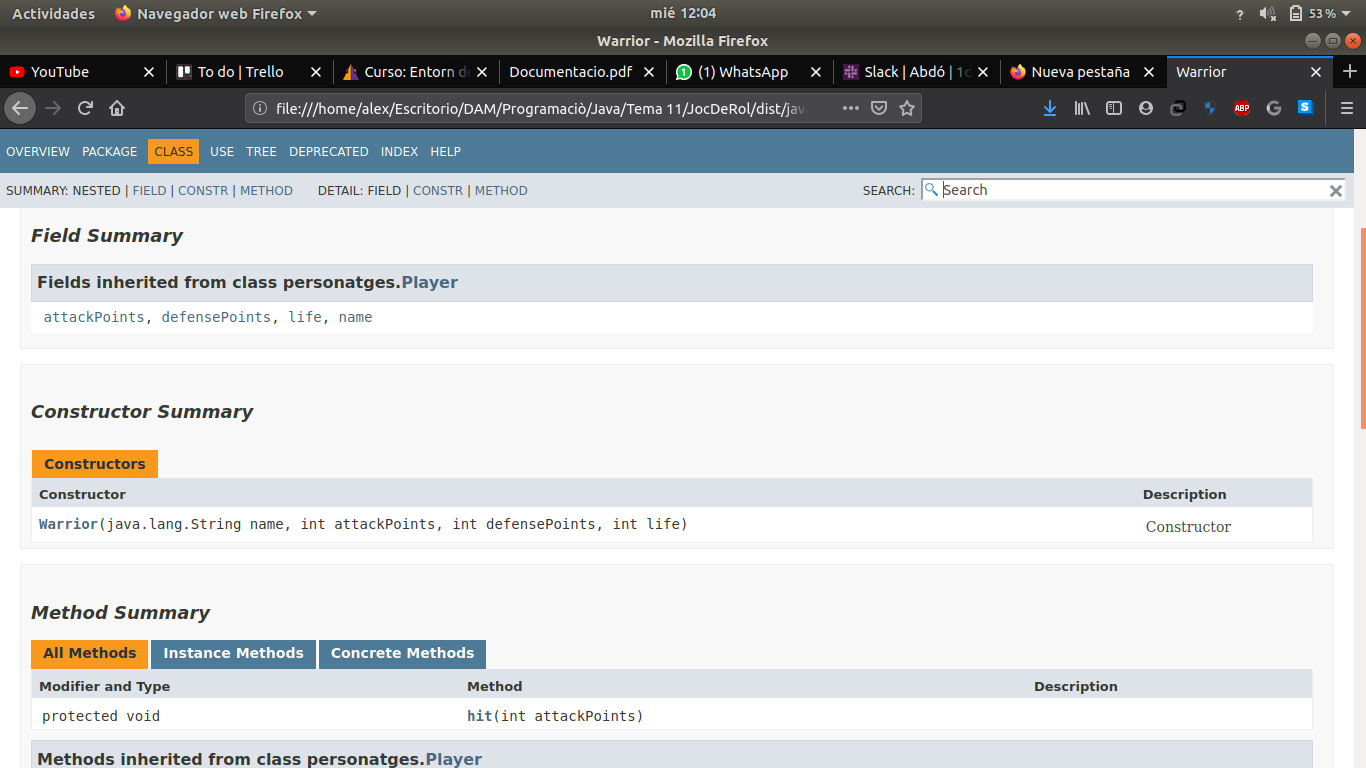 Actividades Navegador web Firefox mié 12:04 ? 53 %
Warrior - Mozilla Firefox
YouTube To do | Trello Curso: Entorn de Documentacio.pdf (1) WhatsApp Slack | Abdó | 1d Nueva pestaña Warrior
file:///home/alex/Escritorio/DAM/Programaciò/Java/Tema 11/JocDeRol/dist/jav ABP G S
OVERVIEW PACKAGE CLASS USE TREE DEPRECATED INDEX HELP
SUMMARY: NESTED | FIELD | CONSTR | METHOD DETAIL: FIELD | CONSTR | METHOD SEARCH: Search
Field Summary
Fields inherited from class personatges.Player
attackPoints, defensePoints, life, name
Constructor Summary
Constructors
Constructor Description
Warrior(java.lang.String name, int attackPoints, int defensePoints, int life) Constructor
Method Summary
All Methods Instance Methods Concrete Methods
Modifier and Type Method Description
protected void hit(int attackPoints)
Methods inherited from class personatges.Player